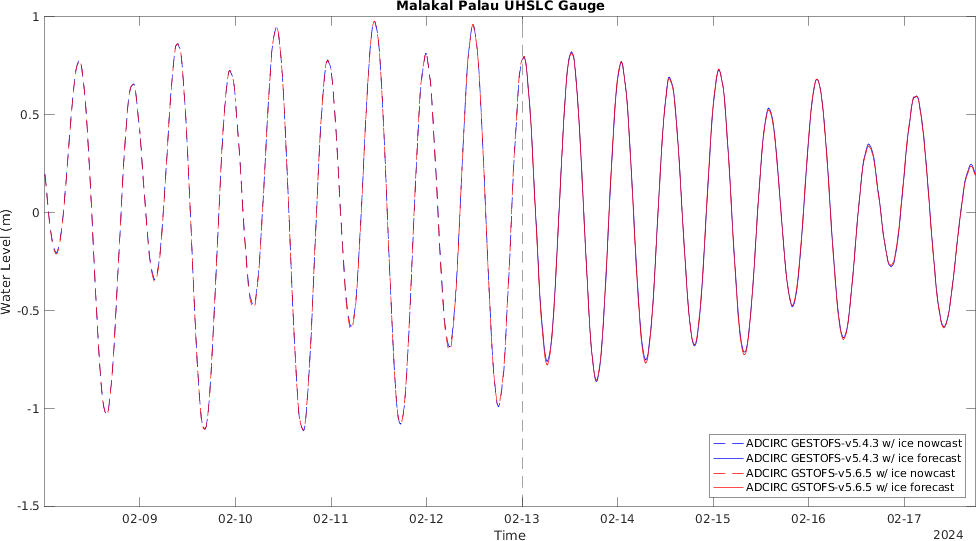 Malakal Palau UHSLC Gauge
1
0.5
0
-0.5
-1
-1.5
Water Level (m)
02-09 02-10 02-11 02-12 02-13 02-14 02-15 02-16 02-17
Time
2024
ADCIRC GESTOFS-v5.4.3 w/ ice nowcast
ADCIRC GESTOFS-v5.4.3 w/ ice forecast
ADCIRC GSTOFS-v5.6.5 w/ ice nowcast
ADCIRC GSTOFS-v5.6.5 w/ ice forecast